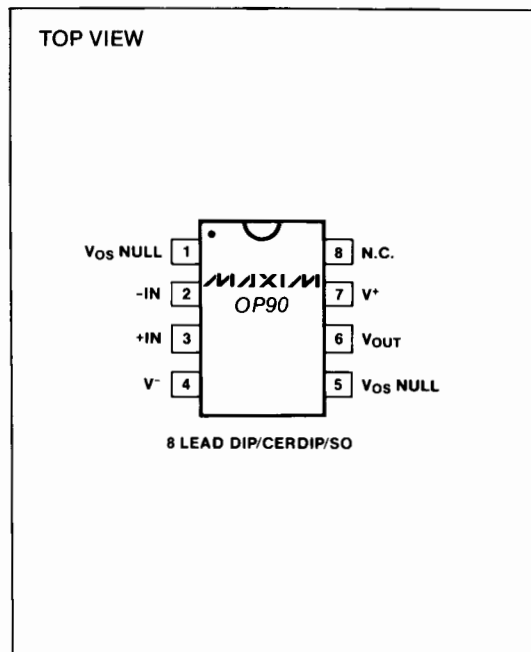 TOP VIEW
VOS NULL 1
-IN 2
+IN 3
V- 4
MAXIM
OP90
8 N.C.
7 V+
6 VOUT
5 VOS NULL
8 LEAD DIP/CERDIP/SO